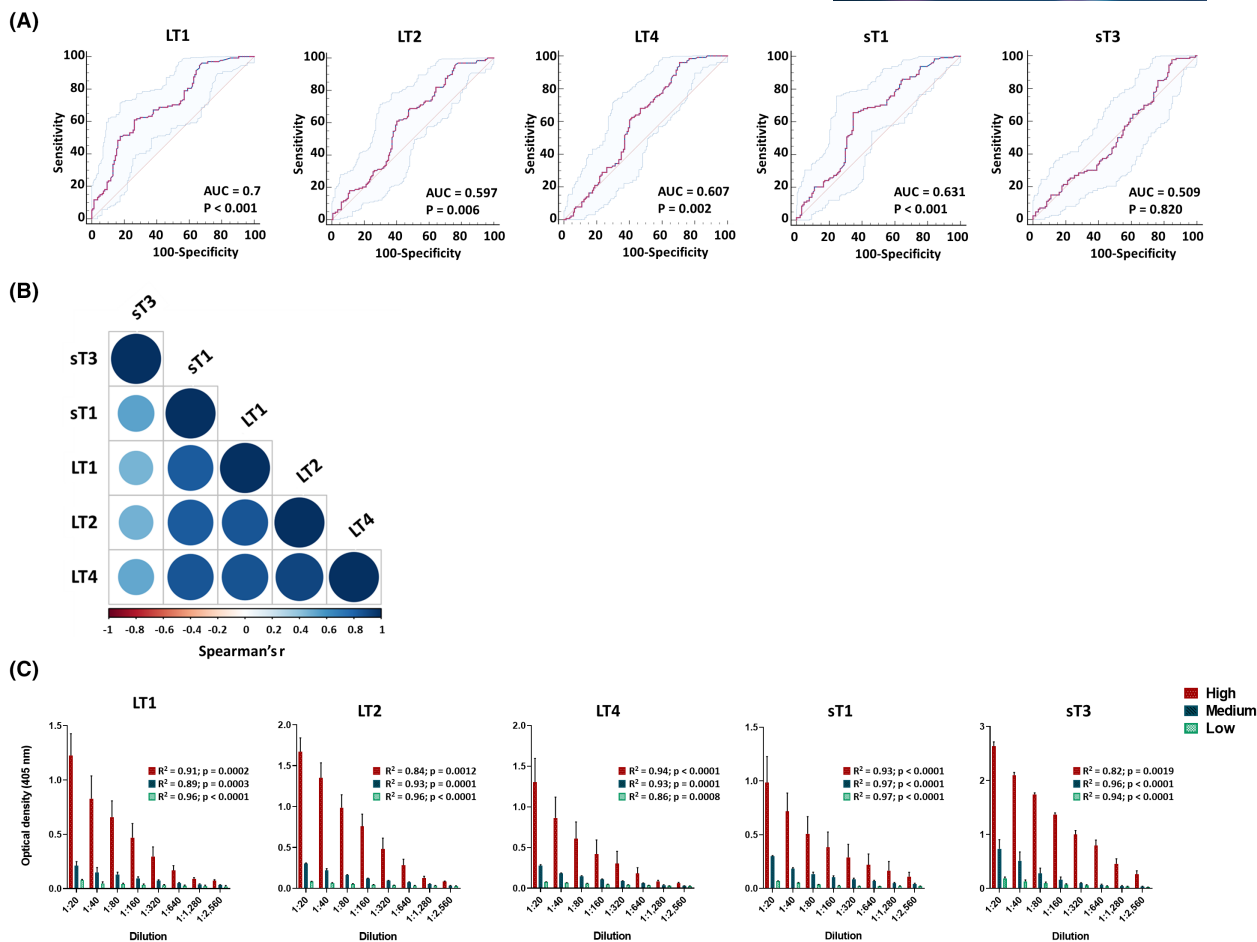 (A)
LT1
LT2
LT4
sT1
sT3
Sensitivity
100
80
60
40
20
0
AUC = 0.7
P < 0.001
0 20 40 60 80 100
100-Specificity
Sensitivity
100
80
60
40
20
0
AUC = 0.597
P = 0.006
0 20 40 60 80 100
100-Specificity
Sensitivity
100
80
60
40
20
0
AUC = 0.607
P = 0.002
0 20 40 60 80 100
100-Specificity
Sensitivity
100
80
60
40
20
0
AUC = 0.631
P < 0.001
0 20 40 60 80 100
100-Specificity
Sensitivity
100
80
60
40
20
0
AUC = 0.509
P = 0.820
0 20 40 60 80 100
100-Specificity
(B)
sT3
sT1
LT1
LT2
LT4
sT3
sT1
LT1
LT2
LT4
-1 -0.8 -0.6 -0.4 -0.2 0 0.2 0.4 0.6 0.8 1
Spearman's r
(C)
High
Medium
Low
LT1
Optical density (405 nm)
1.5
1.0
0.5
0.0
R² = 0.91; p = 0.0002
R² = 0.89; p = 0.0003
R² = 0.96; p < 0.0001
1:20 1:40 1:80 1:160 1:320 1:640 1:1,280 1:2,560
Dilution
LT2
2.0
1.5
1.0
0.5
0.0
R² = 0.84; p = 0.0012
R² = 0.93; p = 0.0001
R² = 0.96; p < 0.0001
1:20 1:40 1:80 1:160 1:320 1:640 1:1,280 1:2,560
Dilution
LT4
2.0
1.5
1.0
0.5
0.0
R² = 0.94; p < 0.0001
R² = 0.93; p = 0.0001
R² = 0.86; p = 0.0008
1:20 1:40 1:80 1:160 1:320 1:640 1:1,280 1:2,560
Dilution
sT1
1.5
1.0
0.5
0.0
R² = 0.93; p < 0.0001
R² = 0.97; p < 0.0001
R² = 0.97; p < 0.0001
1:20 1:40 1:80 1:160 1:320 1:640 1:1,280 1:2,560
Dilution
sT3
3
2
1
0
R² = 0.82; p = 0.0019
R² = 0.96; p < 0.0001
R² = 0.94; p < 0.0001
1:20 1:40 1:80 1:160 1:320 1:640 1:1,280 1:2,560
Dilution